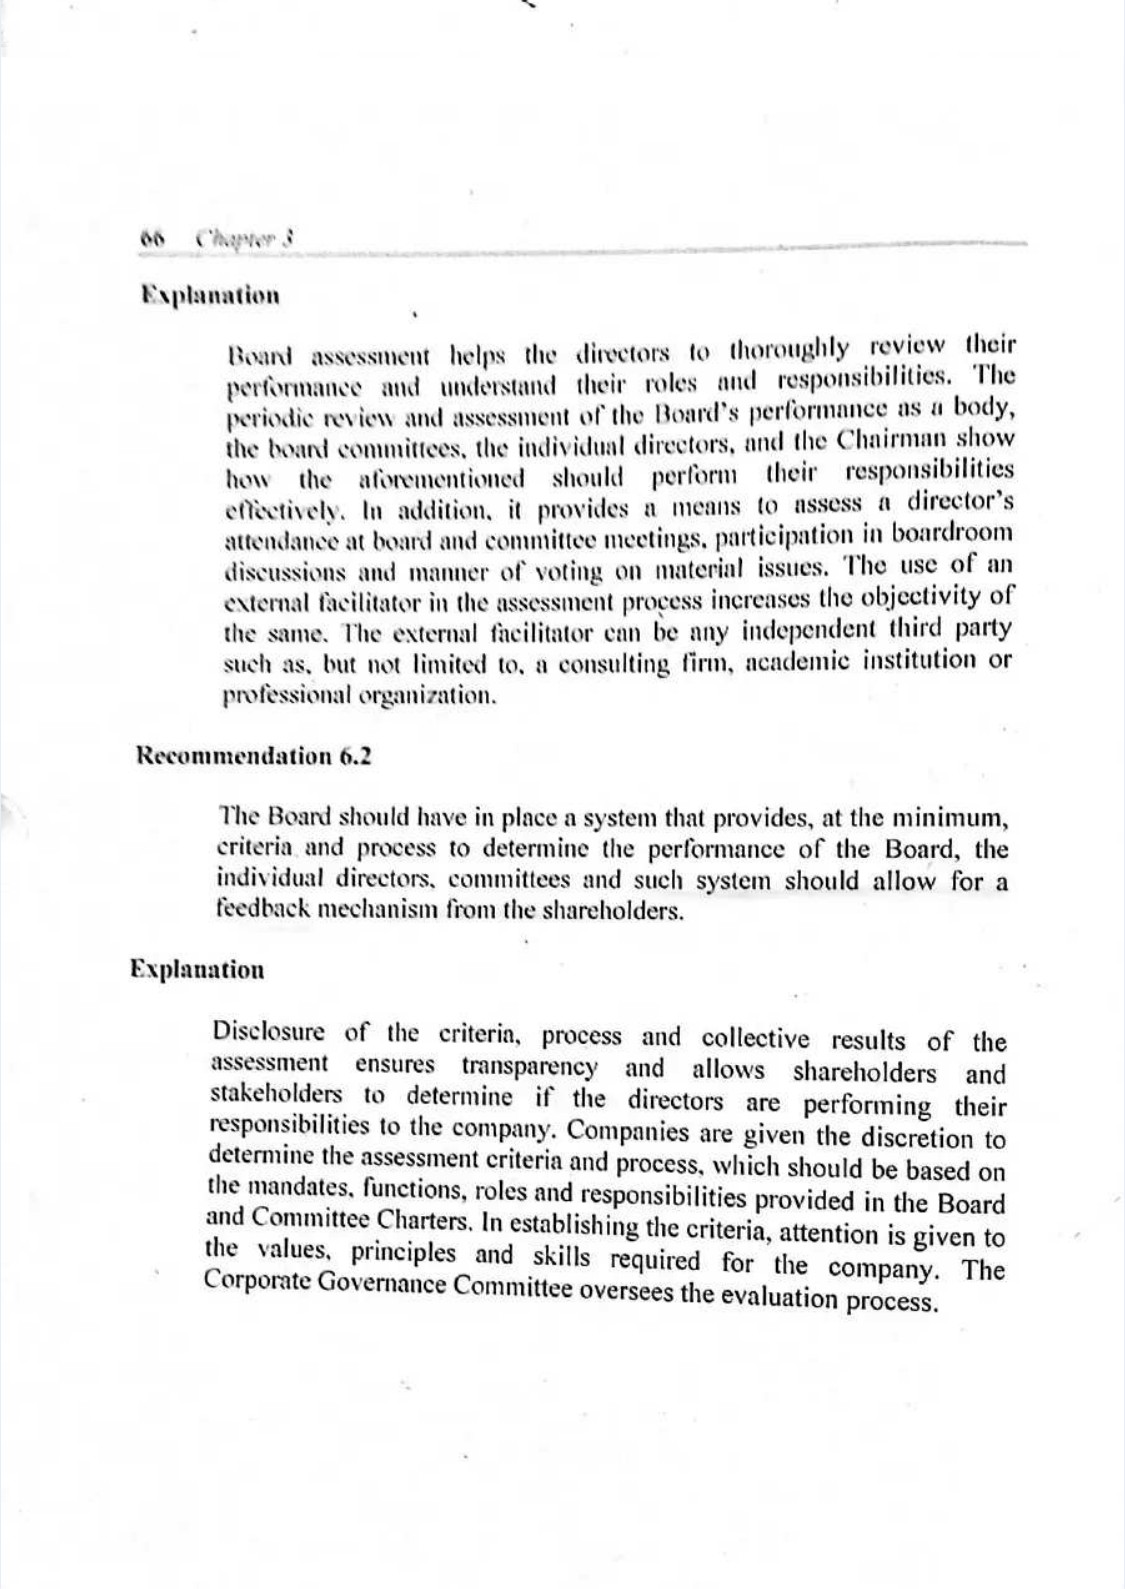 66 Chapter 3
Explanation
Board assessment helps the directors to thoroughly review their
performance and understand their roles and responsibilities. The
periodic review and assessment of the Board's performance as a body,
the board committees, the individual directors, and the Chairman show
how the aforementioned should perform their responsibilities
effectively. In addition, it provides a means to assess a director's
attendance at board and committee meetings, participation in boardroom
discussions and manner of voting on material issues. The use of an
external facilitator in the assessment process increases the objectivity of
the same. The external facilitator can be any independent third party
such as, but not limited to, a consulting firm, academic institution or
professional organization.
Recommendation 6.2
The Board should have in place a system that provides, at the minimum,
criteria and process to determine the performance of the Board, the
individual directors, committees and such system should allow for a
feedback mechanism from the shareholders.
Explanation
Disclosure of the criteria, process and collective results of the
assessment ensures transparency and allows shareholders and
stakeholders to determine if the directors are performing their
responsibilities to the company. Companies are given the discretion to
determine the assessment criteria and process, which should be based on
the mandates, functions, roles and responsibilities provided in the Board
and Committee Charters. In establishing the criteria, attention is given to
the values, principles and skills required for the company. The
Corporate Governance Committee oversees the evaluation process.